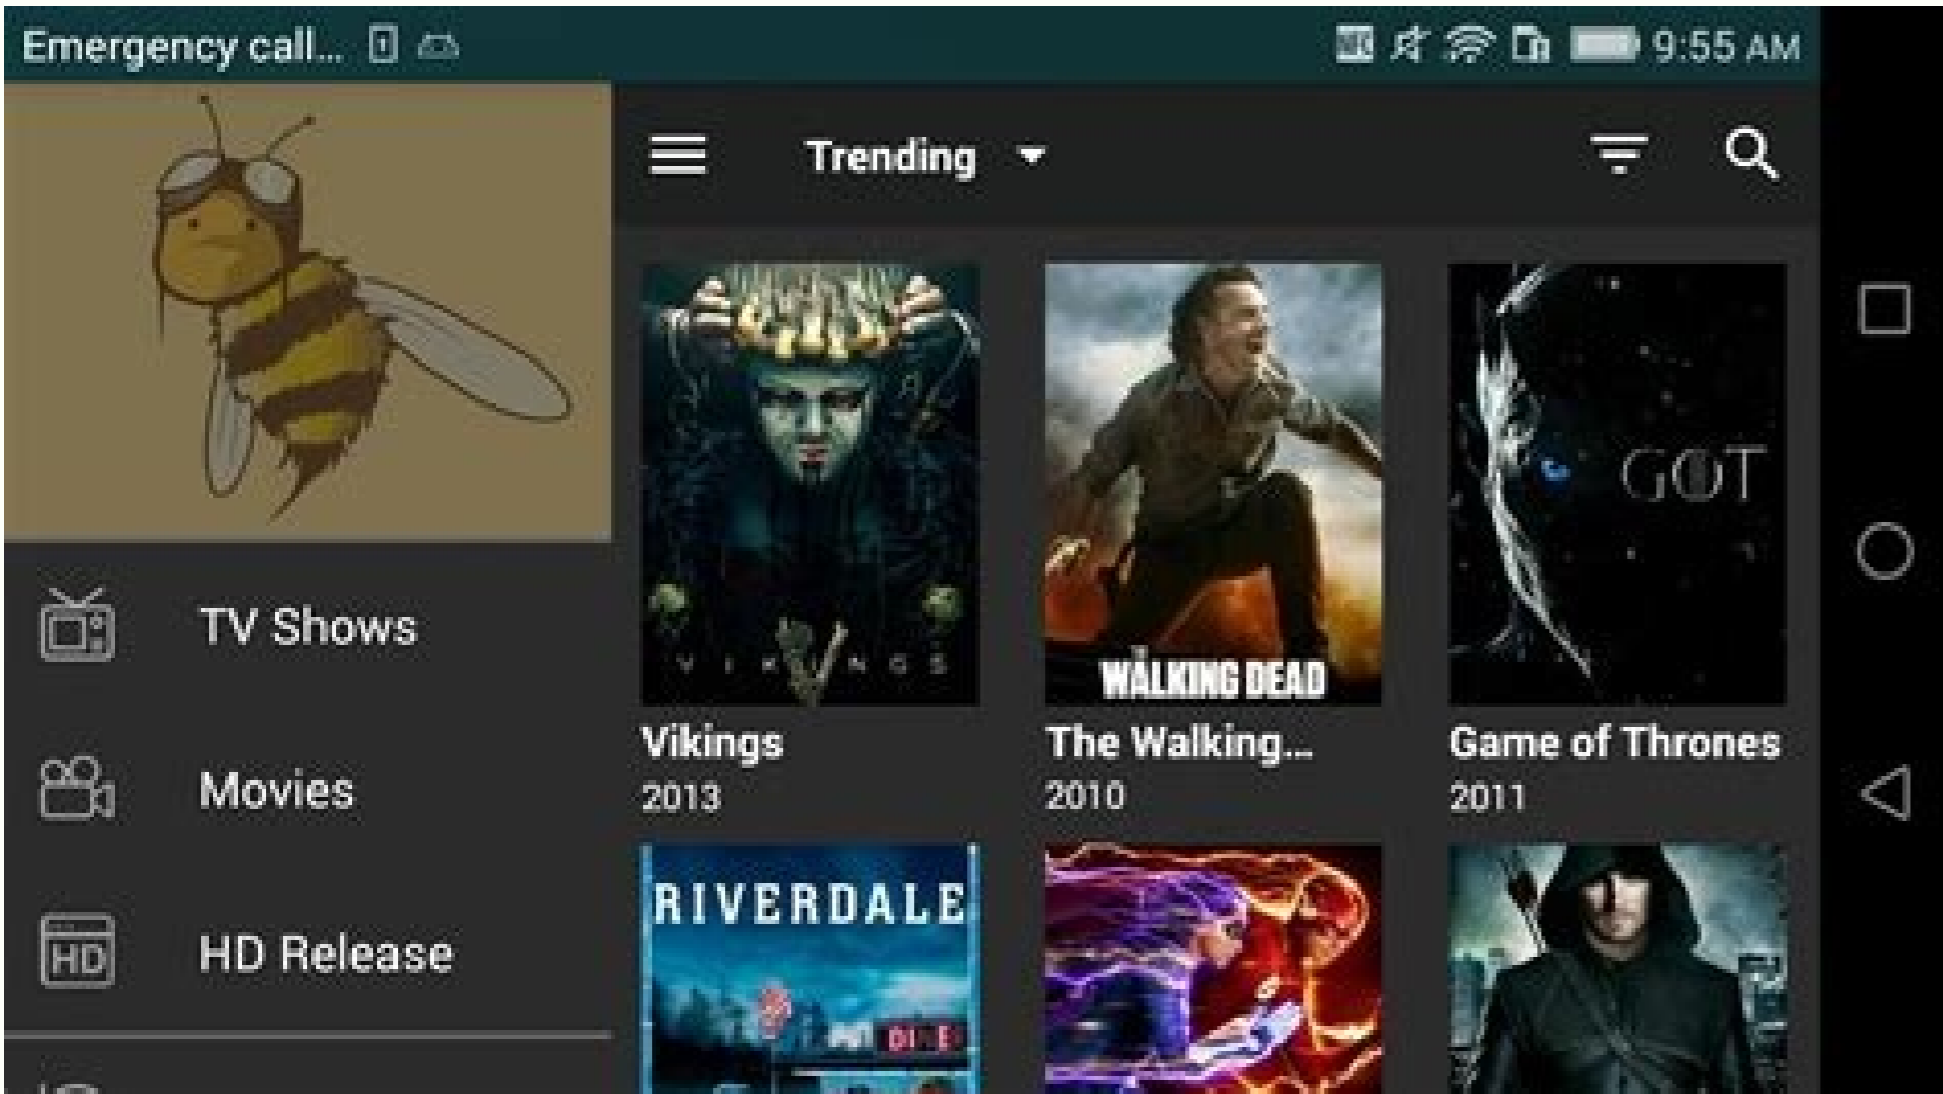 Emergency call...
9:55 AM
Trending
VIKINGS
WALKING DEAD
GOT
TV Shows
Vikings
The Walking...
Game of Thrones
2013
2010
2011
Movies
RIVERDALE
HD
HD Release